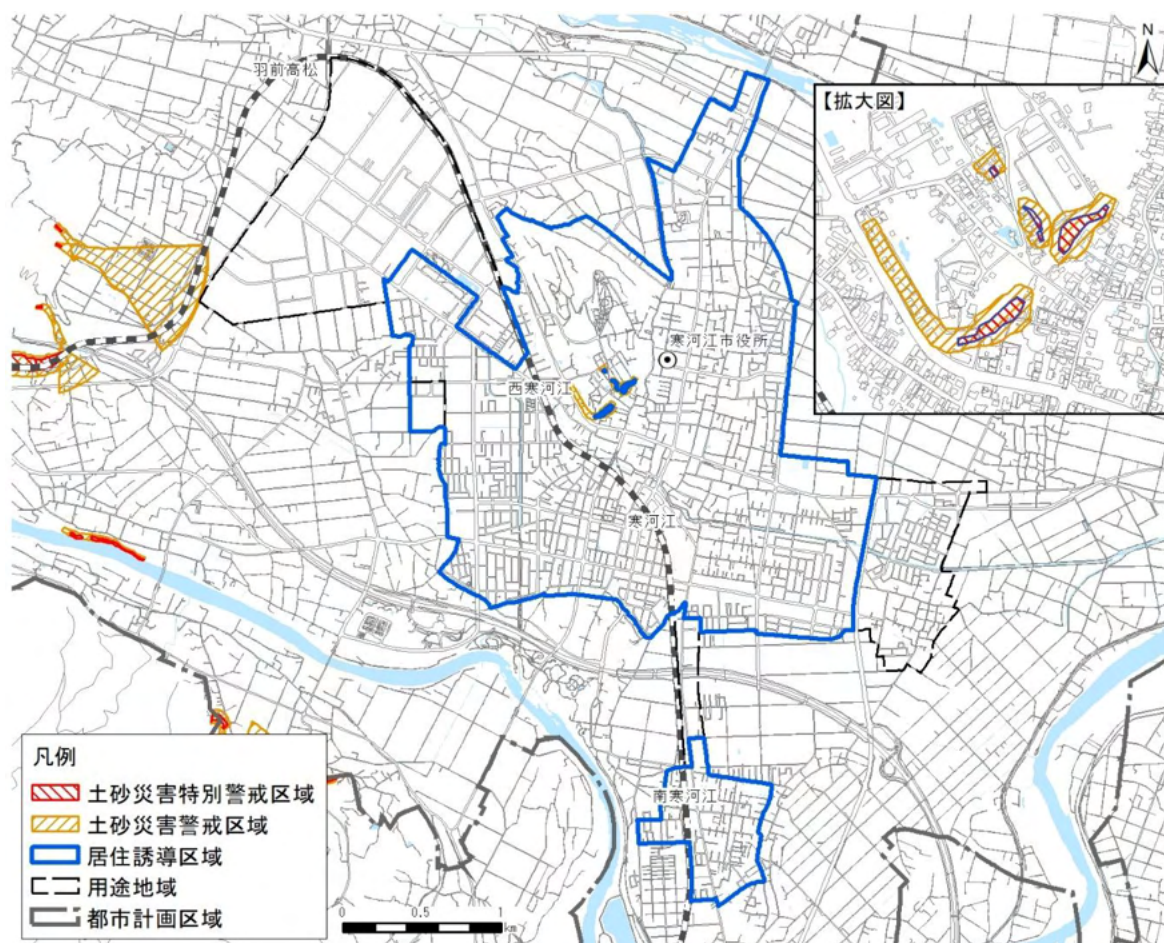 羽前高松
N
【拡大図】
寒河江市役所
西寒河江
寒河江
南寒河江
凡例
土砂災害特別警戒区域
土砂災害警戒区域
居住誘導区域
用途地域
都市計画区域
0 0.5 1
km